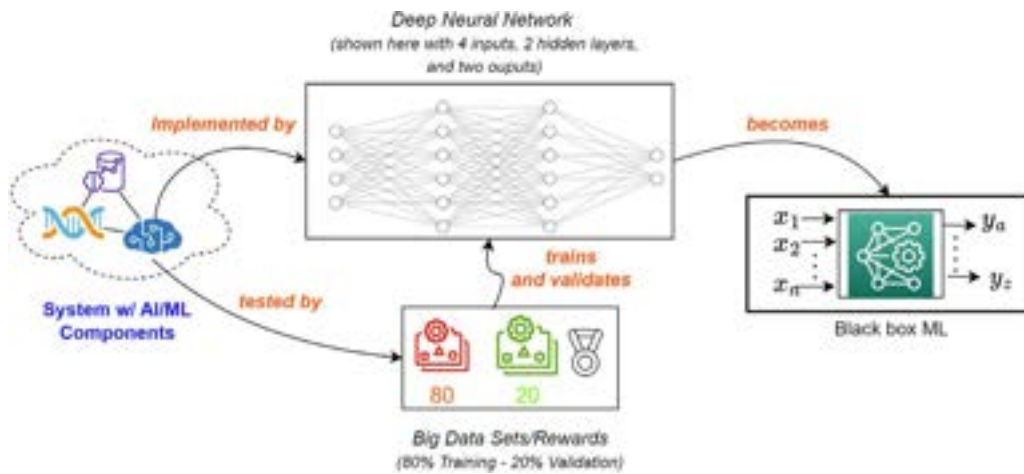 Deep Neural Network
(shown here with 4 inputs, 2 hidden layers,
and two ouputs)
Implemented by
becomes
x1
x2
xn
ya
yz
Black box ML
trains
and validates
tested by
System w/ AI/ML
Components
80
20
Big Data Sets/Rewards
(80% Training - 20% Validation)